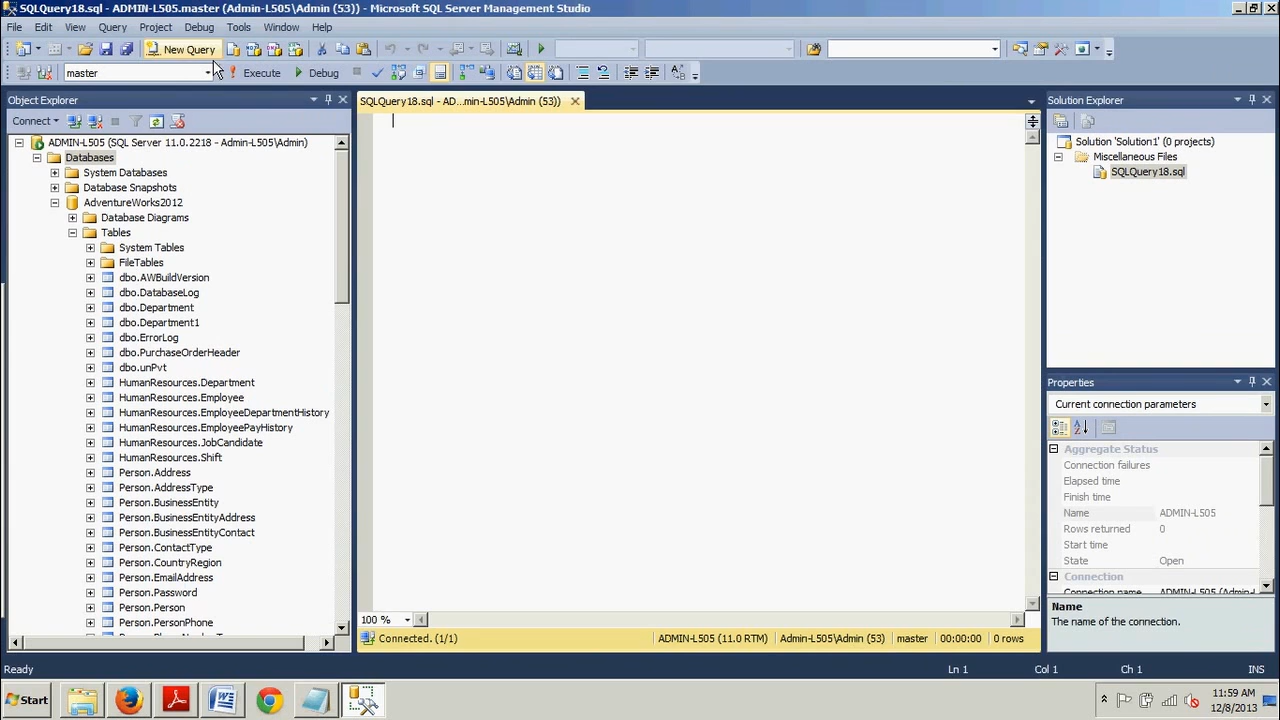 SQLQuery18.sql - ADMIN-L505.master (Admin-L505\Admin (53)) - Microsoft SQL Server Management Studio
File Edit View Query Project Debug Tools Window Help
New Query
master Execute Debug
Object Explorer
Connect
ADMIN-L505 (SQL Server 11.0.2218 - Admin-L505\Admin)
Databases
System Databases
Database Snapshots
AdventureWorks2012
Database Diagrams
Tables
System Tables
FileTables
dbo.AWBuildVersion
dbo.DatabaseLog
dbo.Department
dbo.Department1
dbo.ErrorLog
dbo.PurchaseOrderHeader
dbo.unPvt
HumanResources.Department
HumanResources.Employee
HumanResources.EmployeeDepartmentHistory
HumanResources.EmployeePayHistory
HumanResources.JobCandidate
HumanResources.Shift
Person.Address
Person.AddressType
Person.BusinessEntity
Person.BusinessEntityAddress
Person.BusinessEntityContact
Person.ContactType
Person.CountryRegion
Person.EmailAddress
Person.Password
Person.Person
Person.PersonPhone
SQLQuery18.sql - AD...min-L505\Admin (53))
100 %
Connected. (1/1) ADMIN-L505 (11.0 RTM) Admin-L505\Admin (53) master 00:00:00 0 rows
Solution Explorer
Solution 'Solution1' (0 projects)
Miscellaneous Files
SQLQuery18.sql
Properties
Current connection parameters
Aggregate Status
Connection failures
Elapsed time
Finish time
Name ADMIN-L505
Rows returned 0
Start time
State Open
Connection
Connection name ADMIN-L505 (Admin-L
Name
The name of the connection.
Ready Ln 1 Col 1 Ch 1 INS
Start
11:59 AM
12/8/2013